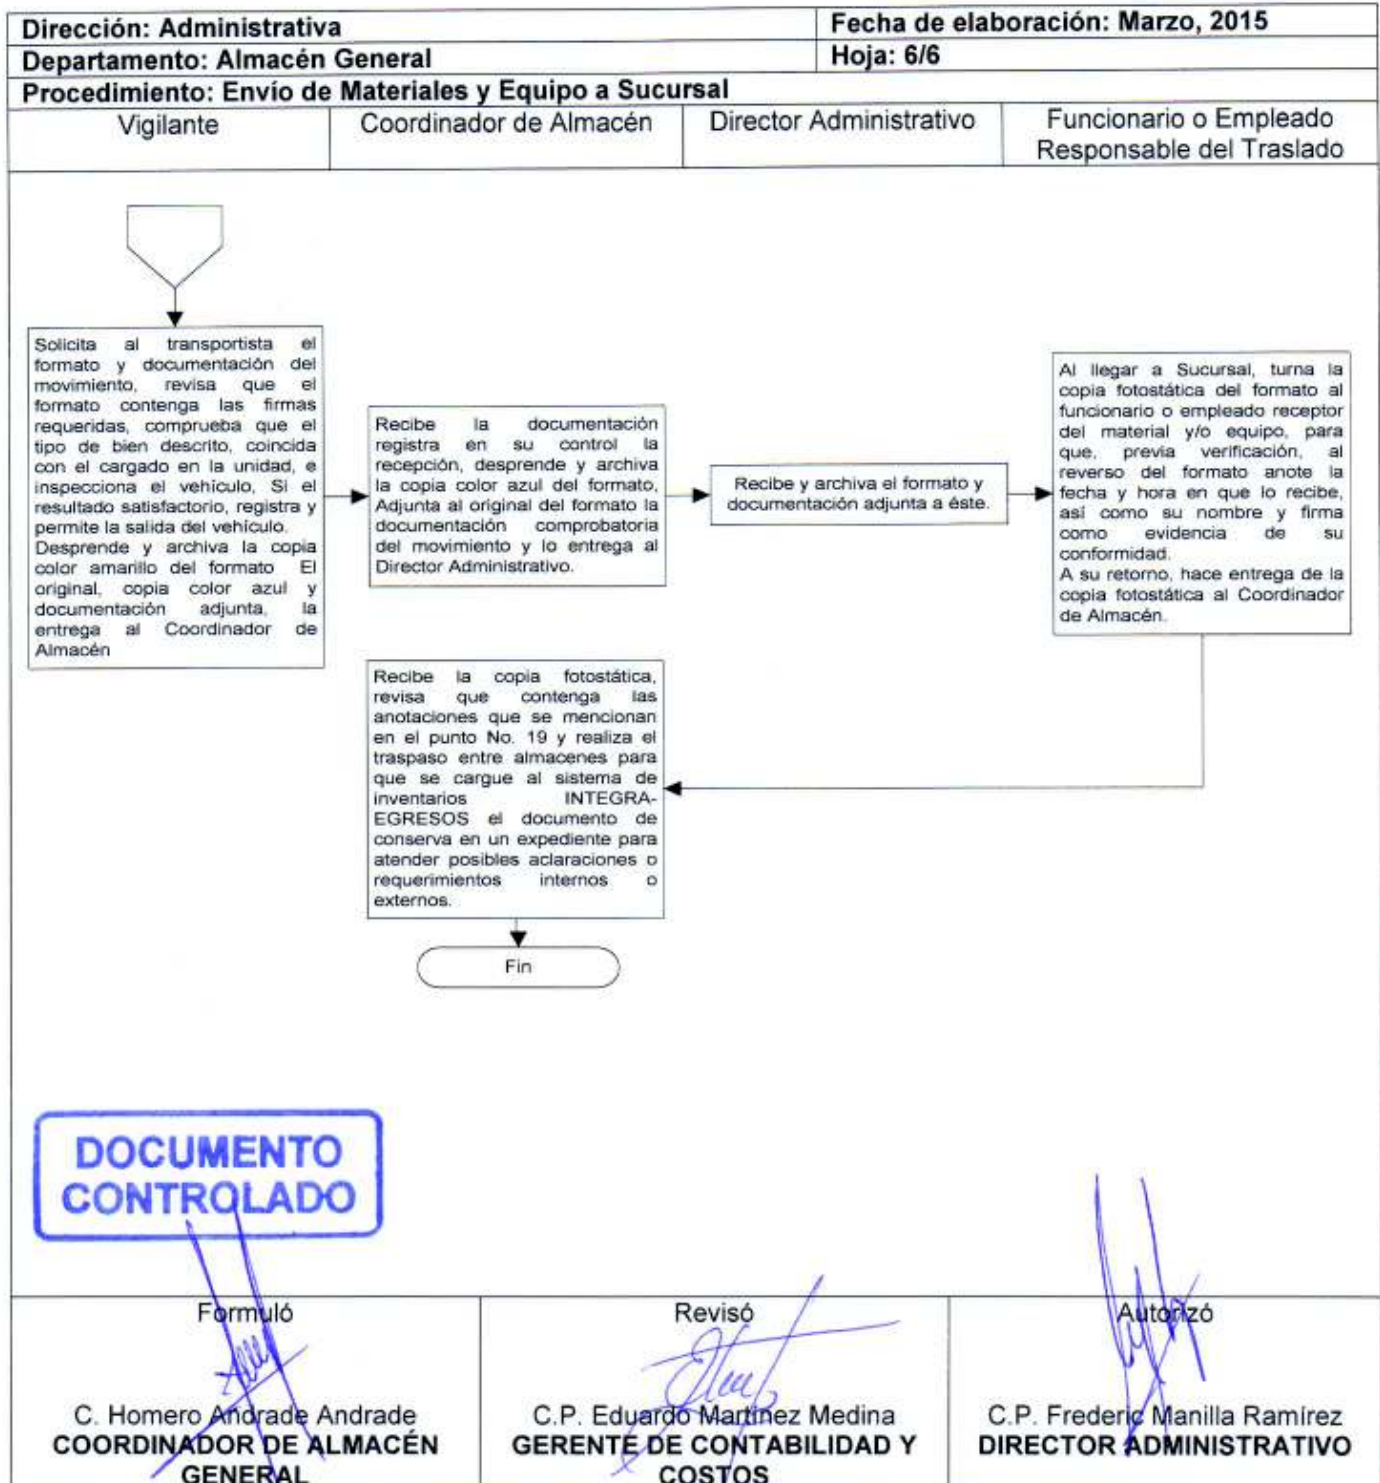 Dirección: Administrativa
Fecha de elaboración: Marzo, 2015
Departamento: Almacén General
Hoja: 6/6
Procedimiento: Envío de Materiales y Equipo a Sucursal
Vigilante
Coordinador de Almacén
Director Administrativo
Funcionario o Empleado
Responsable del Traslado
Solicita al transportista el
formato y documentación del
movimiento, revisa que el
formato contenga las firmas
requeridas, comprueba que el
tipo de bien descrito, coincida
con el cargado en la unidad, e
inspecciona el vehículo, Si el
resultado satisfactorio, registra y
permite la salida del vehículo.
Desprende y archiva la copia
color amarillo del formato El
original, copia color azul y
documentación adjunta, la
entrega al Coordinador de
Almacén
Recibe la documentación
registra en su control la
recepción, desprende y archiva
la copia color azul del formato,
Adjunta al original del formato la
documentación comprobatoria
del movimiento y lo entrega al
Director Administrativo.
Recibe y archiva el formato y
documentación adjunta a éste.
Al llegar a Sucursal, turna la
copia fotostática del formato al
funcionario o empleado receptor
del material y/o equipo, para
que, previa verificación, al
reverso del formato anote la
fecha y hora en que lo recibe,
así como su nombre y firma
como evidencia de su
conformidad.
A su retorno, hace entrega de la
copia fotostática al Coordinador
de Almacén.
Recibe la copia fotostática,
revisa que contenga las
anotaciones que se mencionan
en el punto No. 19 y realiza el
traspaso entre almacenes para
que se cargue al sistema de
inventarios INTEGRA-
EGRESOS el documento de
conserva en un expediente para
atender posibles aclaraciones o
requerimientos internos o
externos.
Fin
DOCUMENTO
CONTROLADO
Formuló
Revisó
Autorizó
C. Homero Andrade Andrade
COORDINADOR DE ALMACÉN
GENERAL
C.P. Eduardo Martínez Medina
GERENTE DE CONTABILIDAD Y
COSTOS
C.P. Frederic Manilla Ramírez
DIRECTOR ADMINISTRATIVO